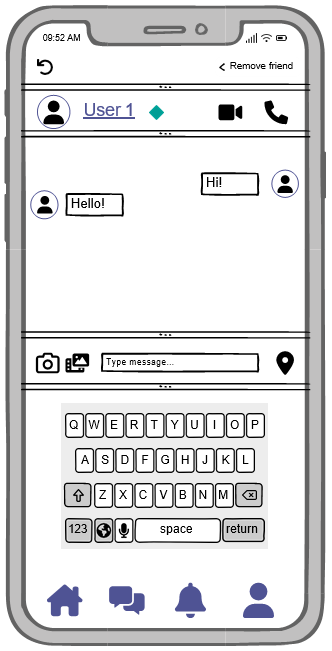 09:52 AM
< Remove friend
User 1
Hi!
Hello!
Type message...
Q W E R T Y U I O P
A S D F G H J K L
Z X C V B N M
123 space return